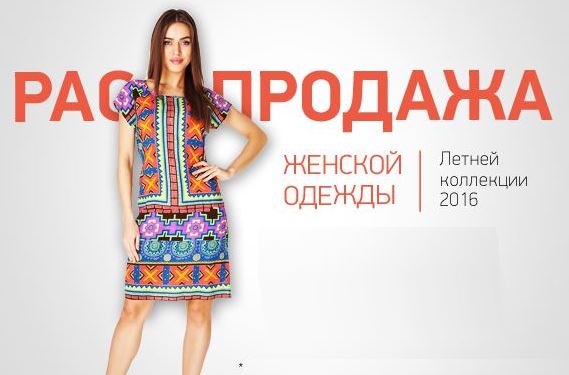 РАСПРОДАЖА
ЖЕНСКОЙ
ОДЕЖДЫ
Летней
коллекции
2016
*